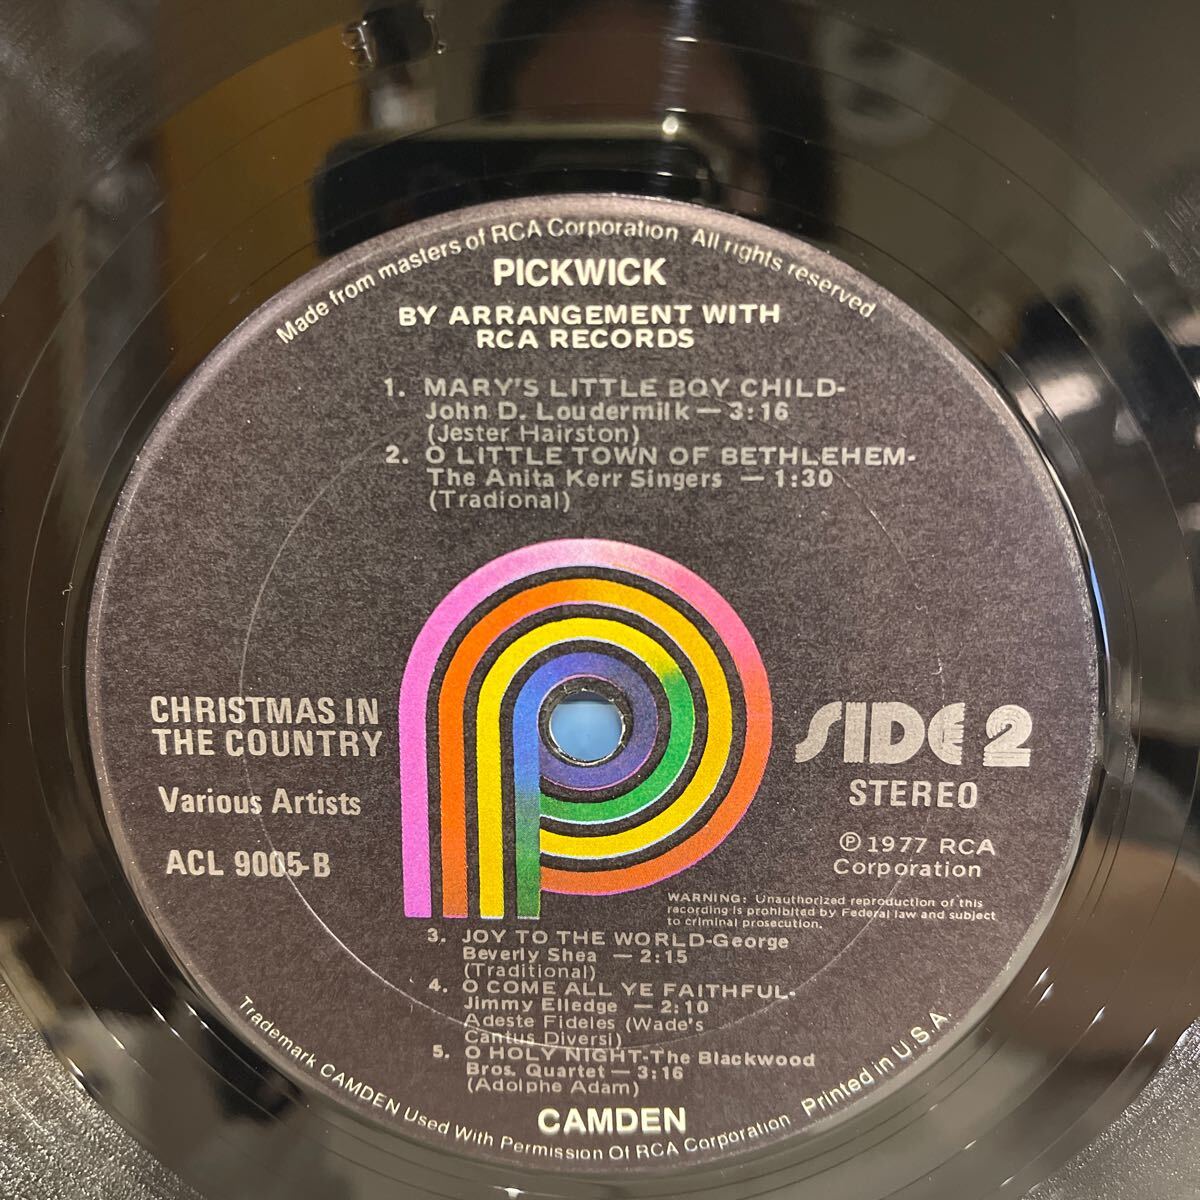 Made from masters of RCA Corporation All rights reserved
PICKWICK
BY ARRANGEMENT WITH
RCA RECORDS
1. MARY'S LITTLE BOY CHILD-
John D. Loudermilk — 3:16
(Jester Hairston)
2. O LITTLE TOWN OF BETHLEHEM-
The Anita Kerr Singers — 1:30
(Tradional)
CHRISTMAS IN
THE COUNTRY
Various Artists
ACL 9005-B
SIDE 2
STEREO
℗ 1977 RCA
Corporation
WARNING: Unauthorized reproduction of this
recording is prohibited by Federal law and subject
to criminal prosecution.
3. JOY TO THE WORLD-George
Beverly Shea — 2:15
(Traditional)
4. O COME ALL YE FAITHFUL-
Jimmy Elledge — 2:10
Adeste Fideles (Wade's
Cantus Diversi)
5. O HOLY NIGHT-The Blackwood
Bros. Quartet — 3:16
(Adolphe Adam)
CAMDEN
Trademark CAMDEN Used With Permission Of RCA Corporation. Printed in U.S.A.